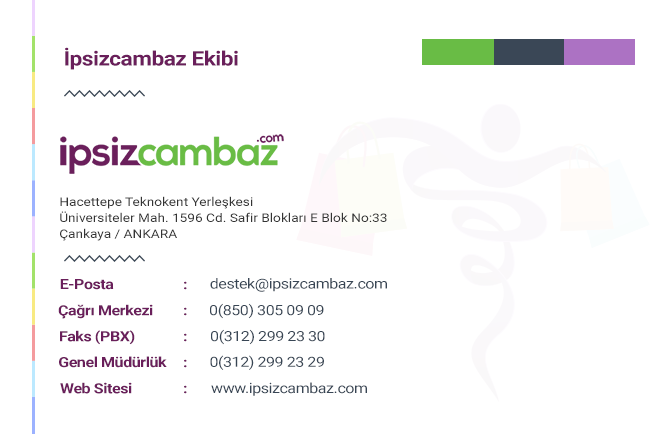 İpsizcambaz Ekibi
ipsizcambaz.com
Hacettepe Teknokent Yerleşkesi
Üniversiteler Mah. 1596 Cd. Safir Blokları E Blok No:33
Çankaya / ANKARA
E-Posta : destek@ipsizcambaz.com
Çağrı Merkezi : 0(850) 305 09 09
Faks (PBX) : 0(312) 299 23 30
Genel Müdürlük : 0(312) 299 23 29
Web Sitesi : www.ipsizcambaz.com